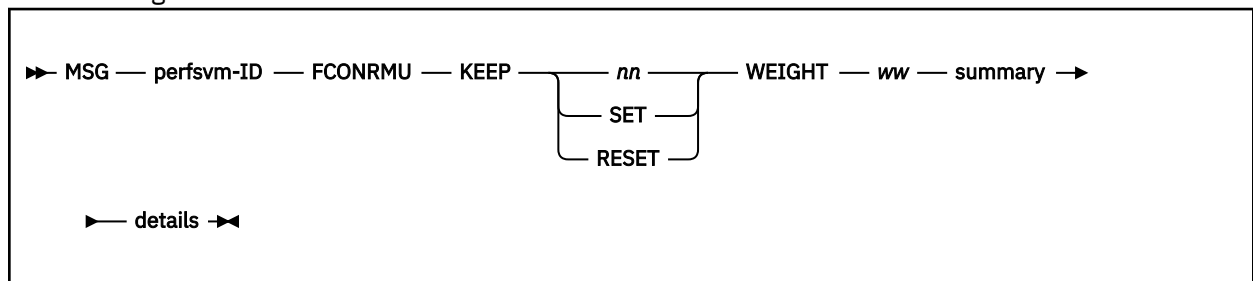 MSG perfsvm-ID FCONRMU KEEP nn WEIGHT ww summary
SET
RESET
details